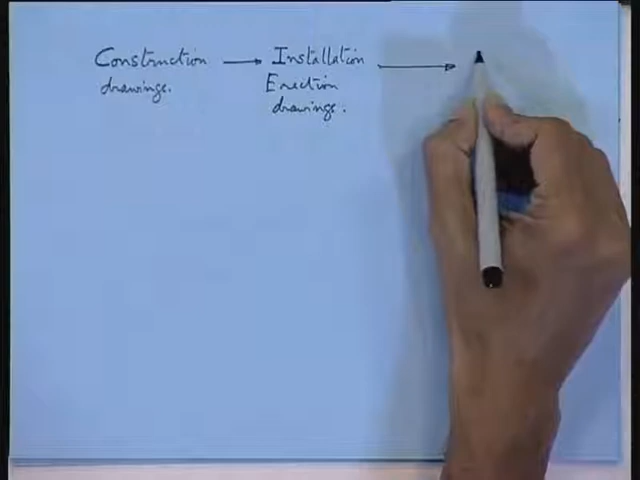 Construction → Installation →
drawings. Erection
drawings.